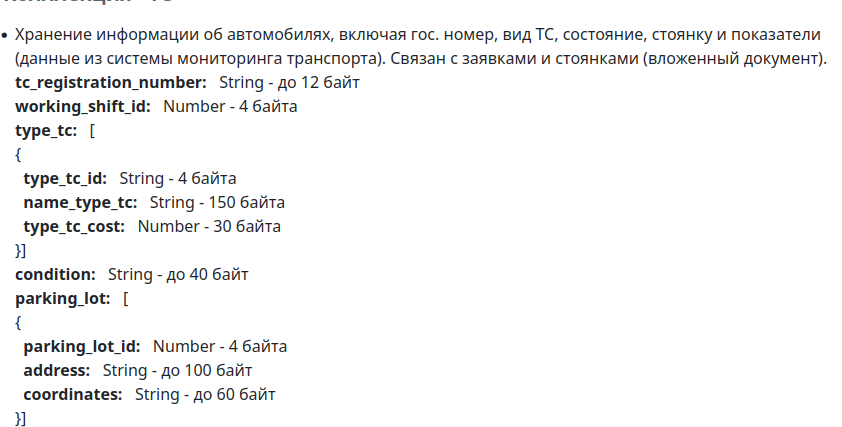 • Хранение информации об автомобилях, включая гос. номер, вид ТС, состояние, стоянку и показатели
(данные из системы мониторинга транспорта). Связан с заявками и стоянками (вложенный документ).
tc_registration_number: String - до 12 байт
working_shift_id: Number - 4 байта
type_tc: [
{
type_tc_id: String - 4 байта
name_type_tc: String - 150 байта
type_tc_cost: Number - 30 байта
}]
condition: String - до 40 байт
parking_lot: [
{
parking_lot_id: Number - 4 байта
address: String - до 100 байт
coordinates: String - до 60 байт
}]